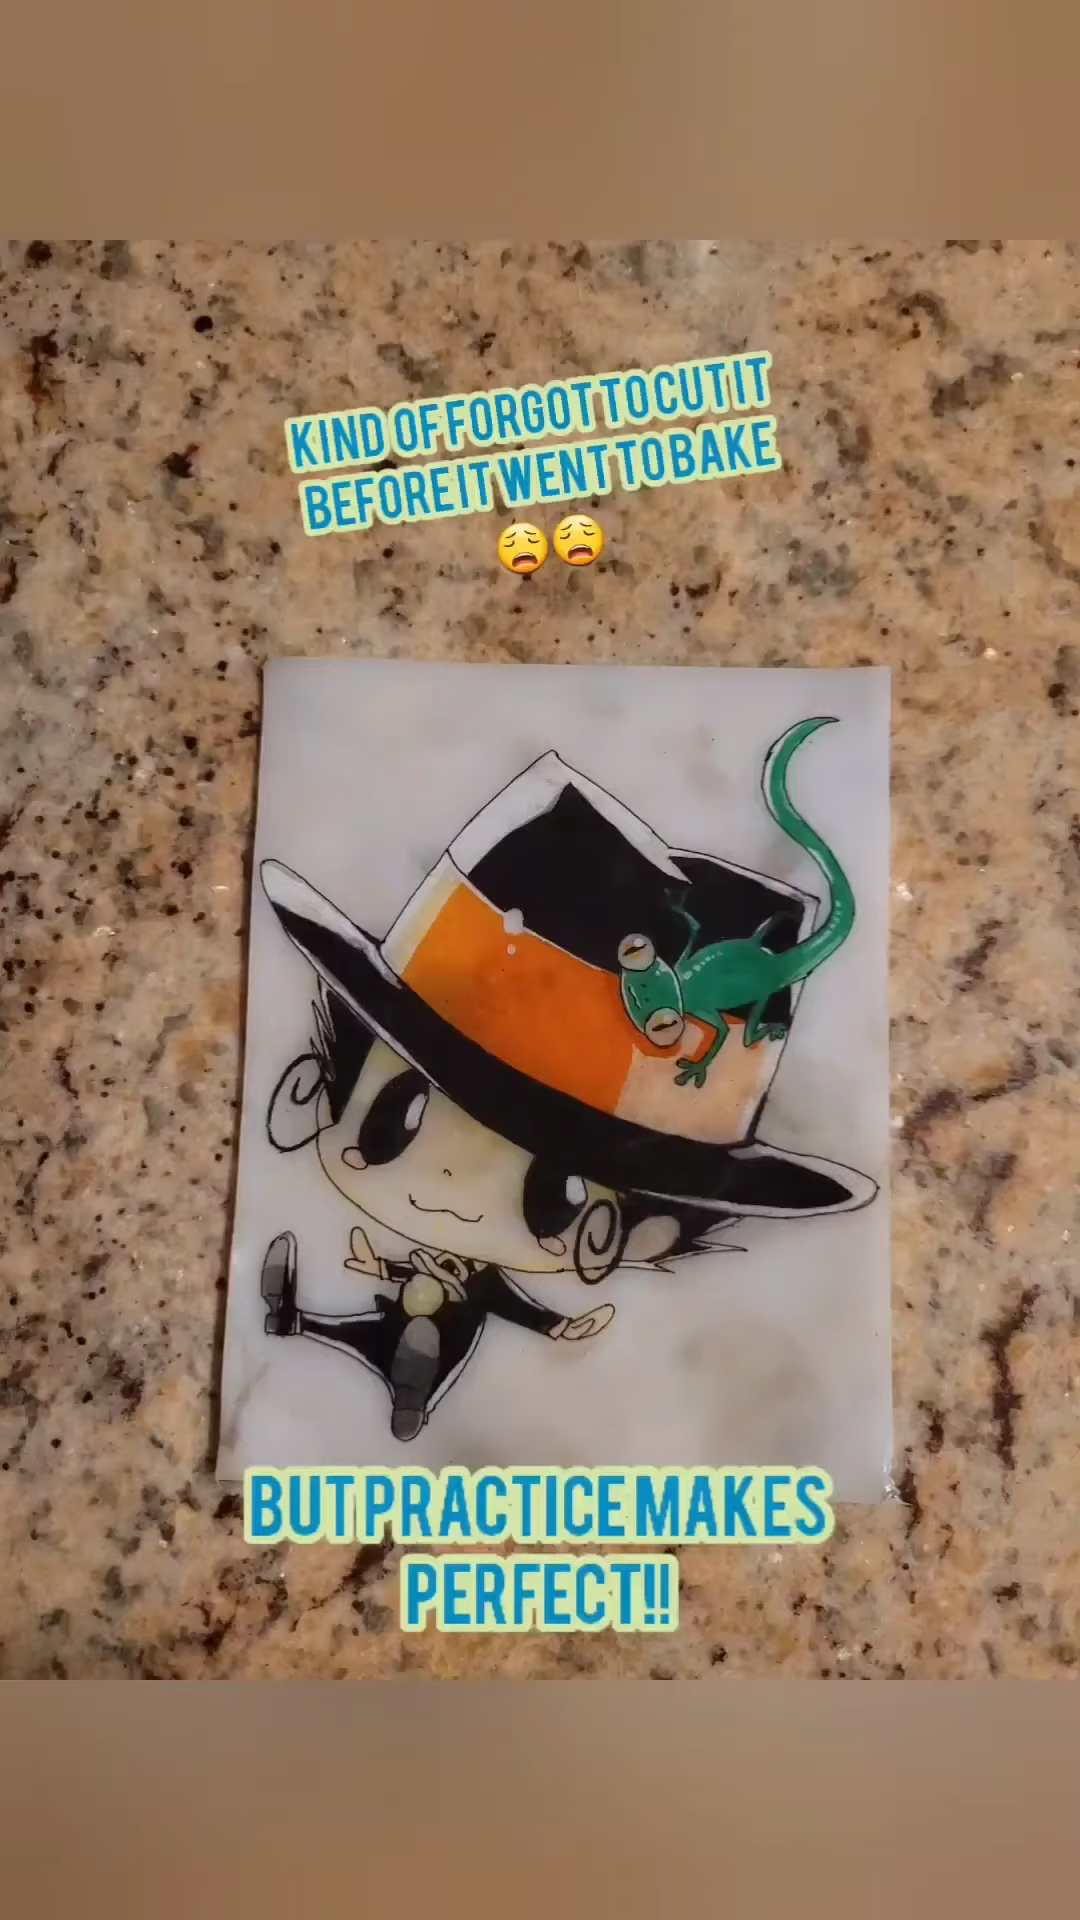 KIND OF FORGOT TO CUT IT
BEFORE IT WENT TO BAKE
😩😩
BUT PRACTICE MAKES
PERFECT!!